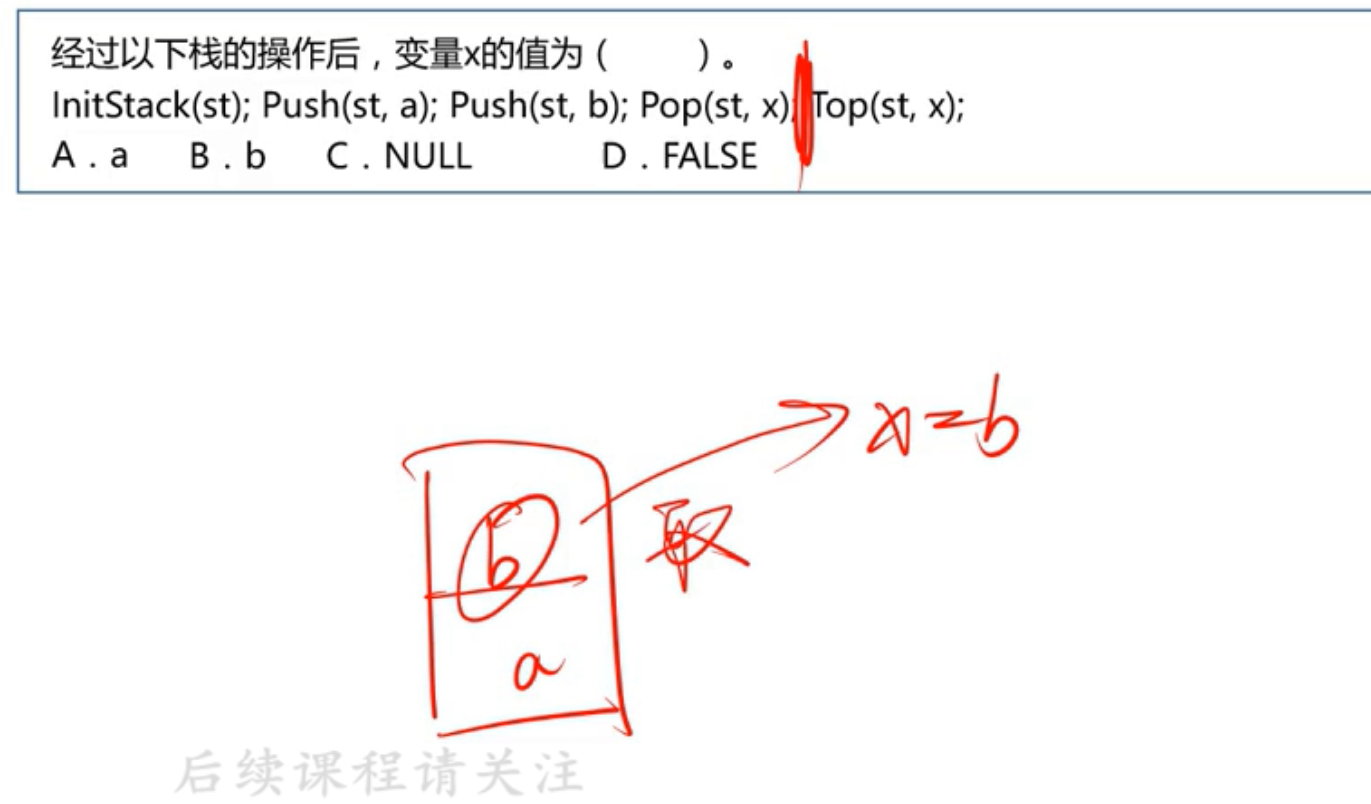 经过以下栈的操作后，变量x的值为（　　）。
InitStack(st); Push(st, a); Push(st, b); Pop(st, x); Top(st, x);
A．a B．b C．NULL D．FALSE
x=b
b
取
a
后续课程请关注